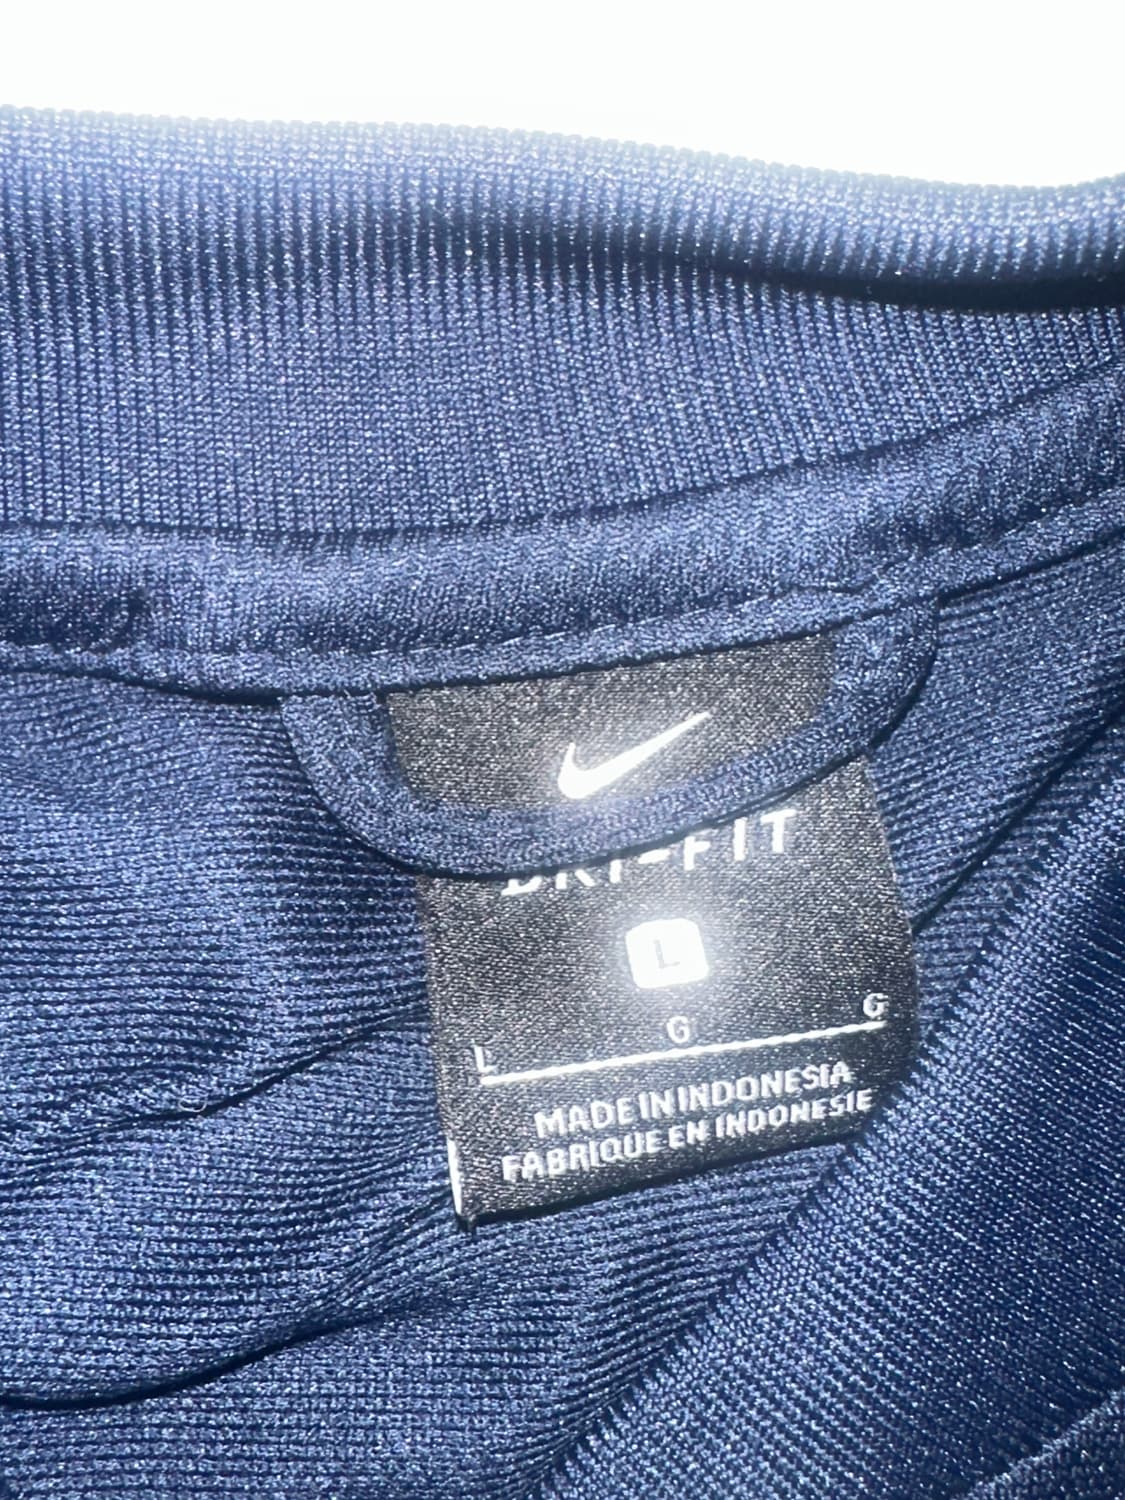 DRI-FIT
L
L G G
MADE IN INDONESIA
FABRIQUE EN INDONESIE